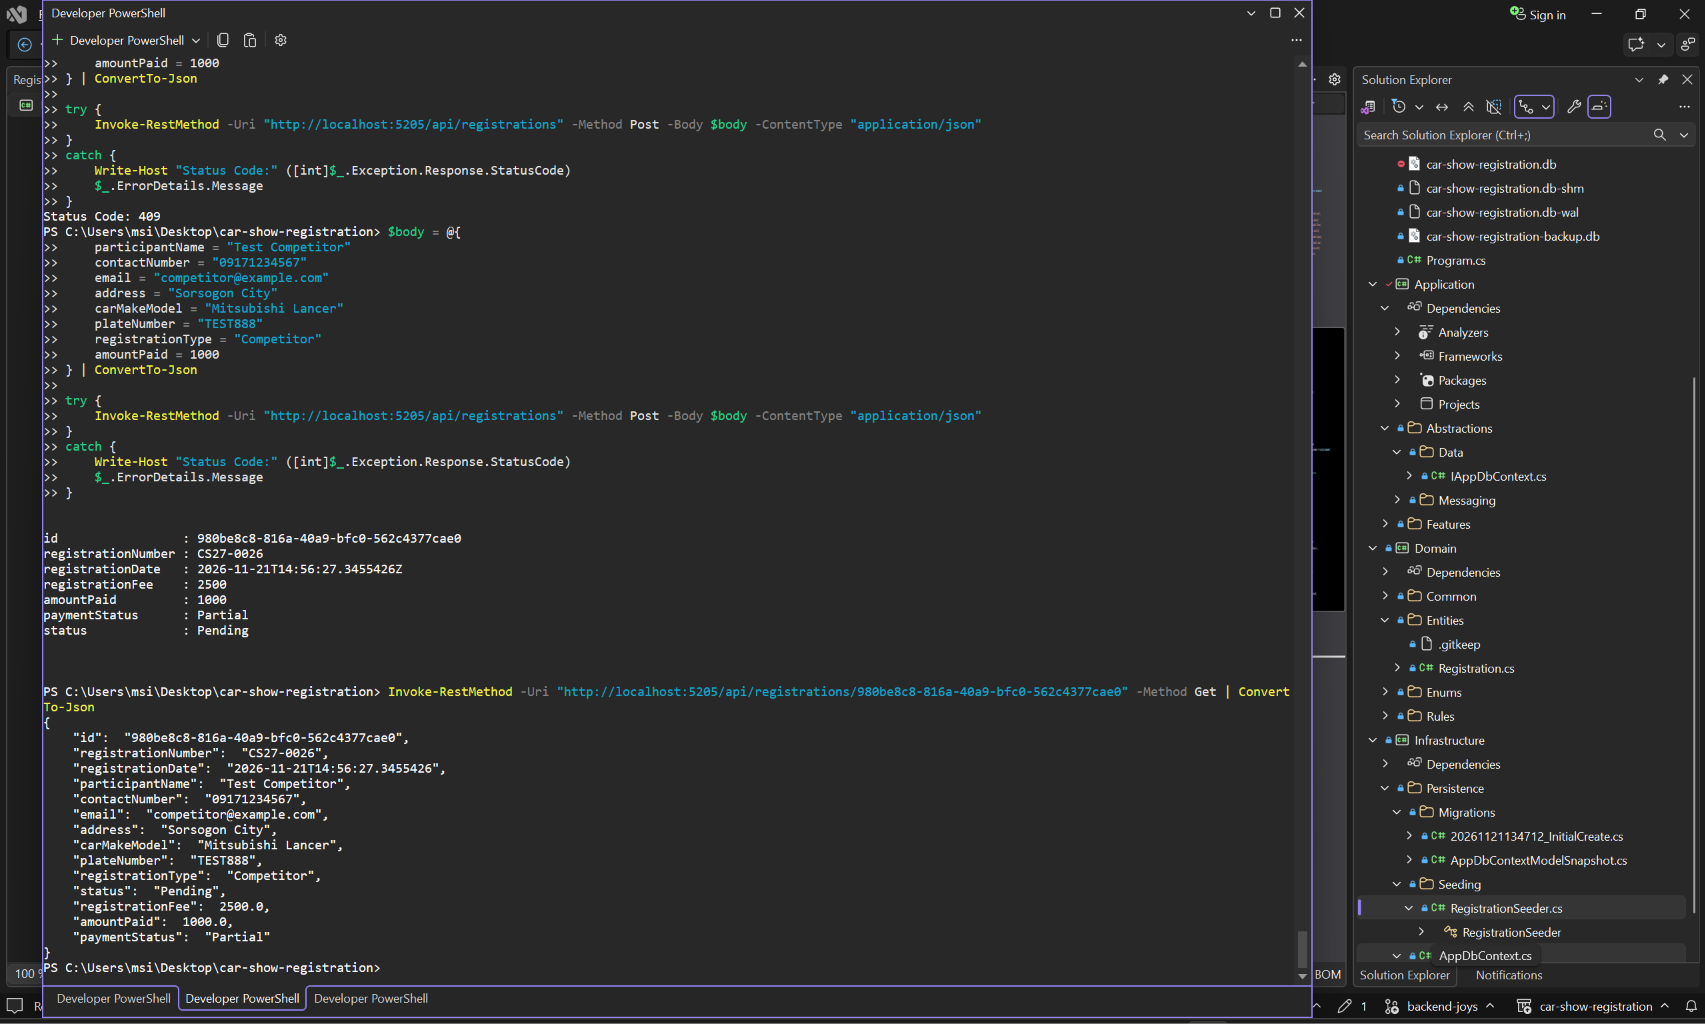 Developer PowerShell
Sign in
Developer PowerShell
Regis
>>     amountPaid = 1000
>> } | ConvertTo-Json
>>
>> try {
>>     Invoke-RestMethod -Uri "http://localhost:5205/api/registrations" -Method Post -Body $body -ContentType "application/json"
>> }
>> catch {
>>     Write-Host "Status Code:" ([int]$_.Exception.Response.StatusCode)
>>     $_.ErrorDetails.Message
>> }
Status Code: 409
PS C:\Users\msi\Desktop\car-show-registration> $body = @{
>>     participantName = "Test Competitor"
>>     contactNumber = "09171234567"
>>     email = "competitor@example.com"
>>     address = "Sorsogon City"
>>     carMakeModel = "Mitsubishi Lancer"
>>     plateNumber = "TEST888"
>>     registrationType = "Competitor"
>>     amountPaid = 1000
>> } | ConvertTo-Json
>>
>> try {
>>     Invoke-RestMethod -Uri "http://localhost:5205/api/registrations" -Method Post -Body $body -ContentType "application/json"
>> }
>> catch {
>>     Write-Host "Status Code:" ([int]$_.Exception.Response.StatusCode)
>>     $_.ErrorDetails.Message
>> }
id                 : 980be8c8-816a-40a9-bfc0-562c4377cae0
registrationNumber : CS27-0026
registrationDate   : 2026-11-21T14:56:27.3455426Z
registrationFee    : 2500
amountPaid         : 1000
paymentStatus      : Partial
status             : Pending
PS C:\Users\msi\Desktop\car-show-registration> Invoke-RestMethod -Uri "http://localhost:5205/api/registrations/980be8c8-816a-40a9-bfc0-562c4377cae0" -Method Get | Convert
To-Json
{
    "id":  "980be8c8-816a-40a9-bfc0-562c4377cae0",
    "registrationNumber":  "CS27-0026",
    "registrationDate":  "2026-11-21T14:56:27.3455426",
    "participantName":  "Test Competitor",
    "contactNumber":  "09171234567",
    "email":  "competitor@example.com",
    "address":  "Sorsogon City",
    "carMakeModel":  "Mitsubishi Lancer",
    "plateNumber":  "TEST888",
    "registrationType":  "Competitor",
    "status":  "Pending",
    "registrationFee":  2500.0,
    "amountPaid":  1000.0,
    "paymentStatus":  "Partial"
}
PS C:\Users\msi\Desktop\car-show-registration>
100 %
Developer PowerShell
Developer PowerShell
Developer PowerShell
BOM
Solution Explorer
Search Solution Explorer (Ctrl+;)
car-show-registration.db
car-show-registration.db-shm
car-show-registration.db-wal
car-show-registration-backup.db
C# Program.cs
C# Application
Dependencies
Analyzers
Frameworks
Packages
Projects
Abstractions
Data
C# IAppDbContext.cs
Messaging
Features
C# Domain
Dependencies
Common
Entities
.gitkeep
C# Registration.cs
Enums
Rules
C# Infrastructure
Dependencies
Persistence
Migrations
C# 20261121134712_InitialCreate.cs
C# AppDbContextModelSnapshot.cs
Seeding
C# RegistrationSeeder.cs
RegistrationSeeder
C# AppDbContext.cs
Solution Explorer
Notifications
1
backend-joys
car-show-registration